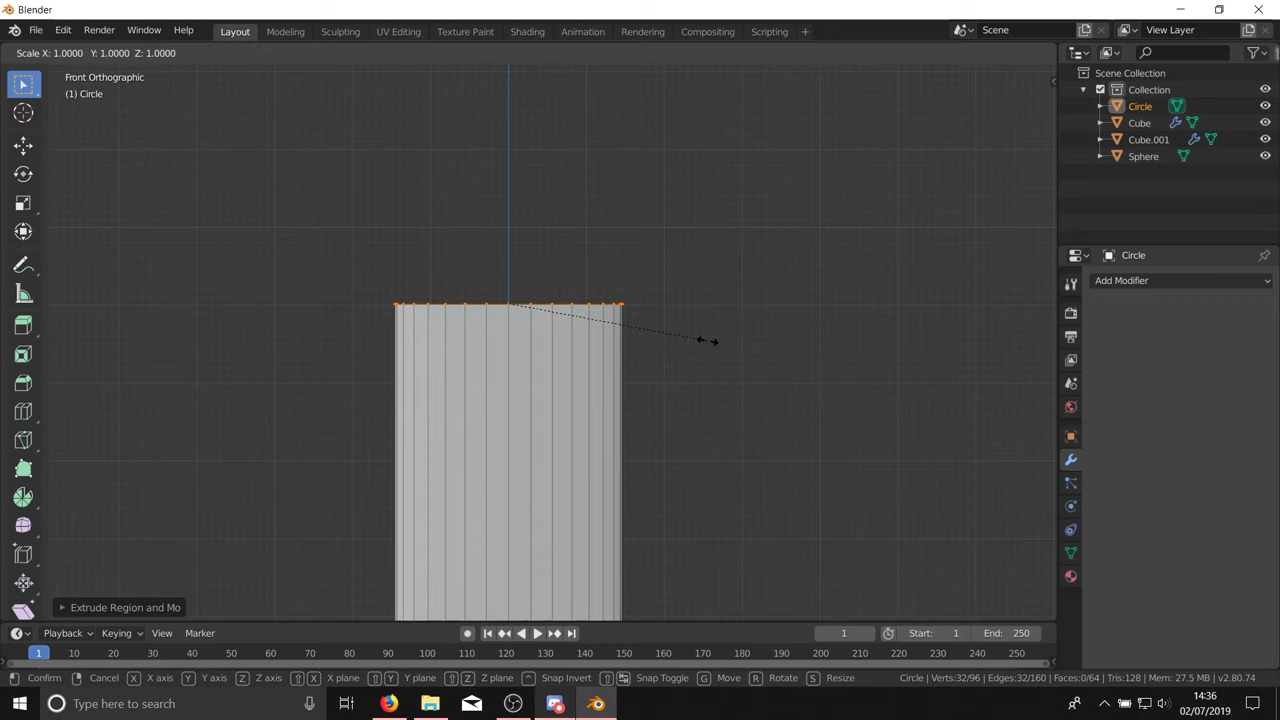 Blender
File Edit Render Window Help Layout Modeling Sculpting UV Editing Texture Paint Shading Animation Rendering Compositing Scripting + Scene View Layer
Scale X: 1.0000 Y: 1.0000 Z: 1.0000
Front Orthographic
(1) Circle
Scene Collection
Collection
Circle
Cube
Cube.001
Sphere
Circle
Add Modifier
Extrude Region and Mo
Playback Keying View Marker 1 Start: 1 End: 250
1 10 20 30 40 50 60 70 80 90 100 110 120 130 140 150 160 170 180 190 200 210 220 230 240 250
Confirm Cancel X X axis Y Y axis Z Z axis X X plane Y Y plane Z Z plane Snap Invert Snap Toggle G Move R Rotate S Resize Circle | Verts:32/96 | Edges:32/160 | Faces:0/64 | Tris:128 | Mem: 27.5 MB | v2.80.74
Type here to search
14:36
02/07/2019